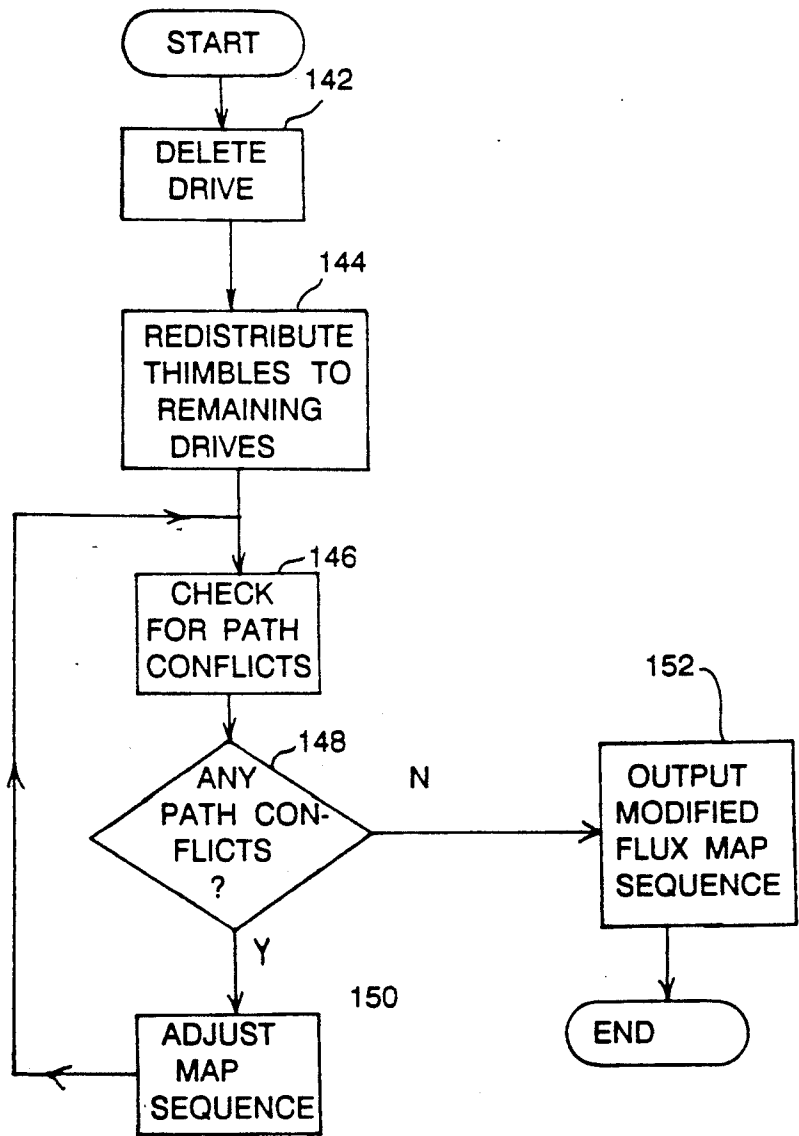 START
142
DELETE
DRIVE
144
REDISTRIBUTE
THIMBLES TO
REMAINING
DRIVES
146
CHECK
FOR PATH
CONFLICTS
148
ANY
PATH CON-
FLICTS
?
N
Y
150
ADJUST
MAP
SEQUENCE
152
OUTPUT
MODIFIED
FLUX MAP
SEQUENCE
END